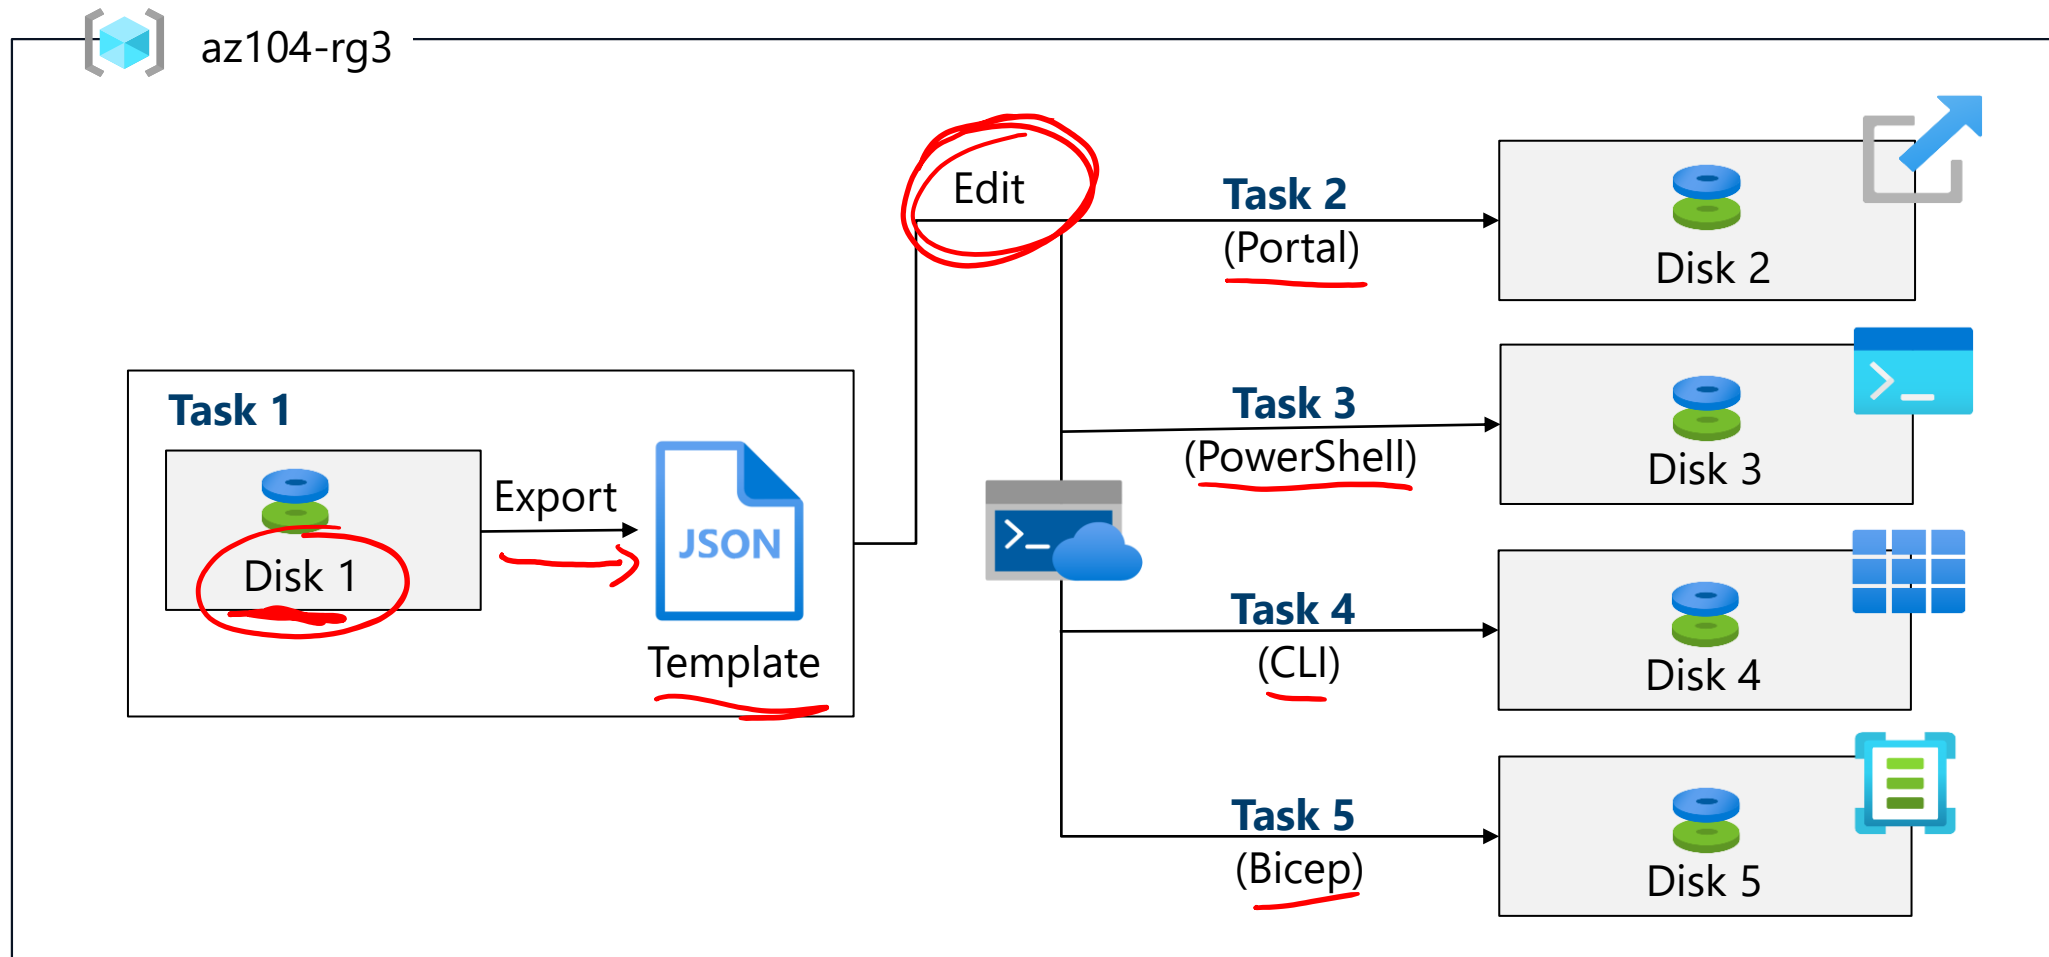 az104-rg3
Task 1
Disk 1
Export
JSON
Template
Edit
Task 2
(Portal)
Disk 2
Task 3
(PowerShell)
Disk 3
Task 4
(CLI)
Disk 4
Task 5
(Bicep)
Disk 5